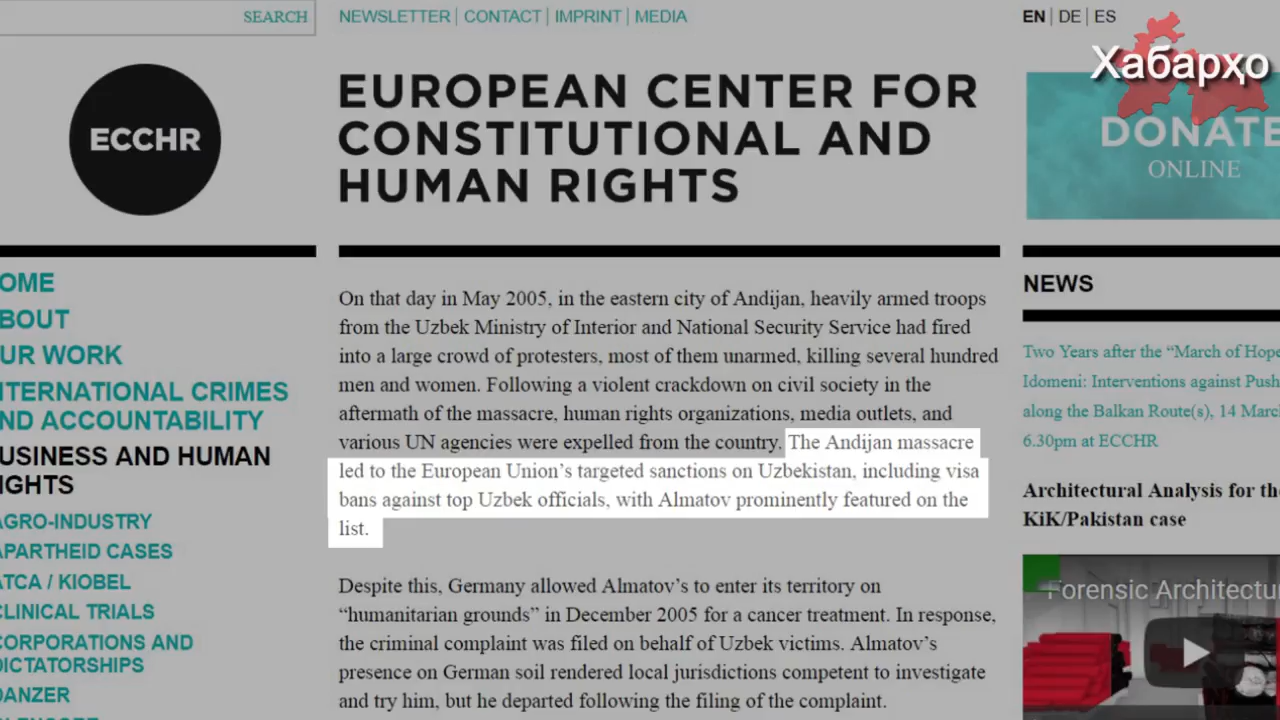 SEARCH
NEWSLETTER | CONTACT | IMPRINT | MEDIA
EN | DE | ES
Хабарҳо
ECCHR
EUROPEAN CENTER FOR
CONSTITUTIONAL AND
HUMAN RIGHTS
DONATE
ONLINE
OME
BOUT
UR WORK
NTERNATIONAL CRIMES
ND ACCOUNTABILITY
USINESS AND HUMAN
IGHTS
AGRO-INDUSTRY
APARTHEID CASES
ATCA / KIOBEL
CLINICAL TRIALS
CORPORATIONS AND
DICTATORSHIPS
DANZER
On that day in May 2005, in the eastern city of Andijan, heavily armed troops
from the Uzbek Ministry of Interior and National Security Service had fired
into a large crowd of protesters, most of them unarmed, killing several hundred
men and women. Following a violent crackdown on civil society in the
aftermath of the massacre, human rights organizations, media outlets, and
various UN agencies were expelled from the country. The Andijan massacre
led to the European Union’s targeted sanctions on Uzbekistan, including visa
bans against top Uzbek officials, with Almatov prominently featured on the
list.
Despite this, Germany allowed Almatov’s to enter its territory on
“humanitarian grounds” in December 2005 for a cancer treatment. In response,
the criminal complaint was filed on behalf of Uzbek victims. Almatov’s
presence on German soil rendered local jurisdictions competent to investigate
and try him, but he departed following the filing of the complaint.
NEWS
Two Years after the “March of Hope
Idomeni: Interventions against Push
along the Balkan Route(s), 14 Marc
6.30pm at ECCHR
Architectural Analysis for the
KiK/Pakistan case
Forensic Architectu